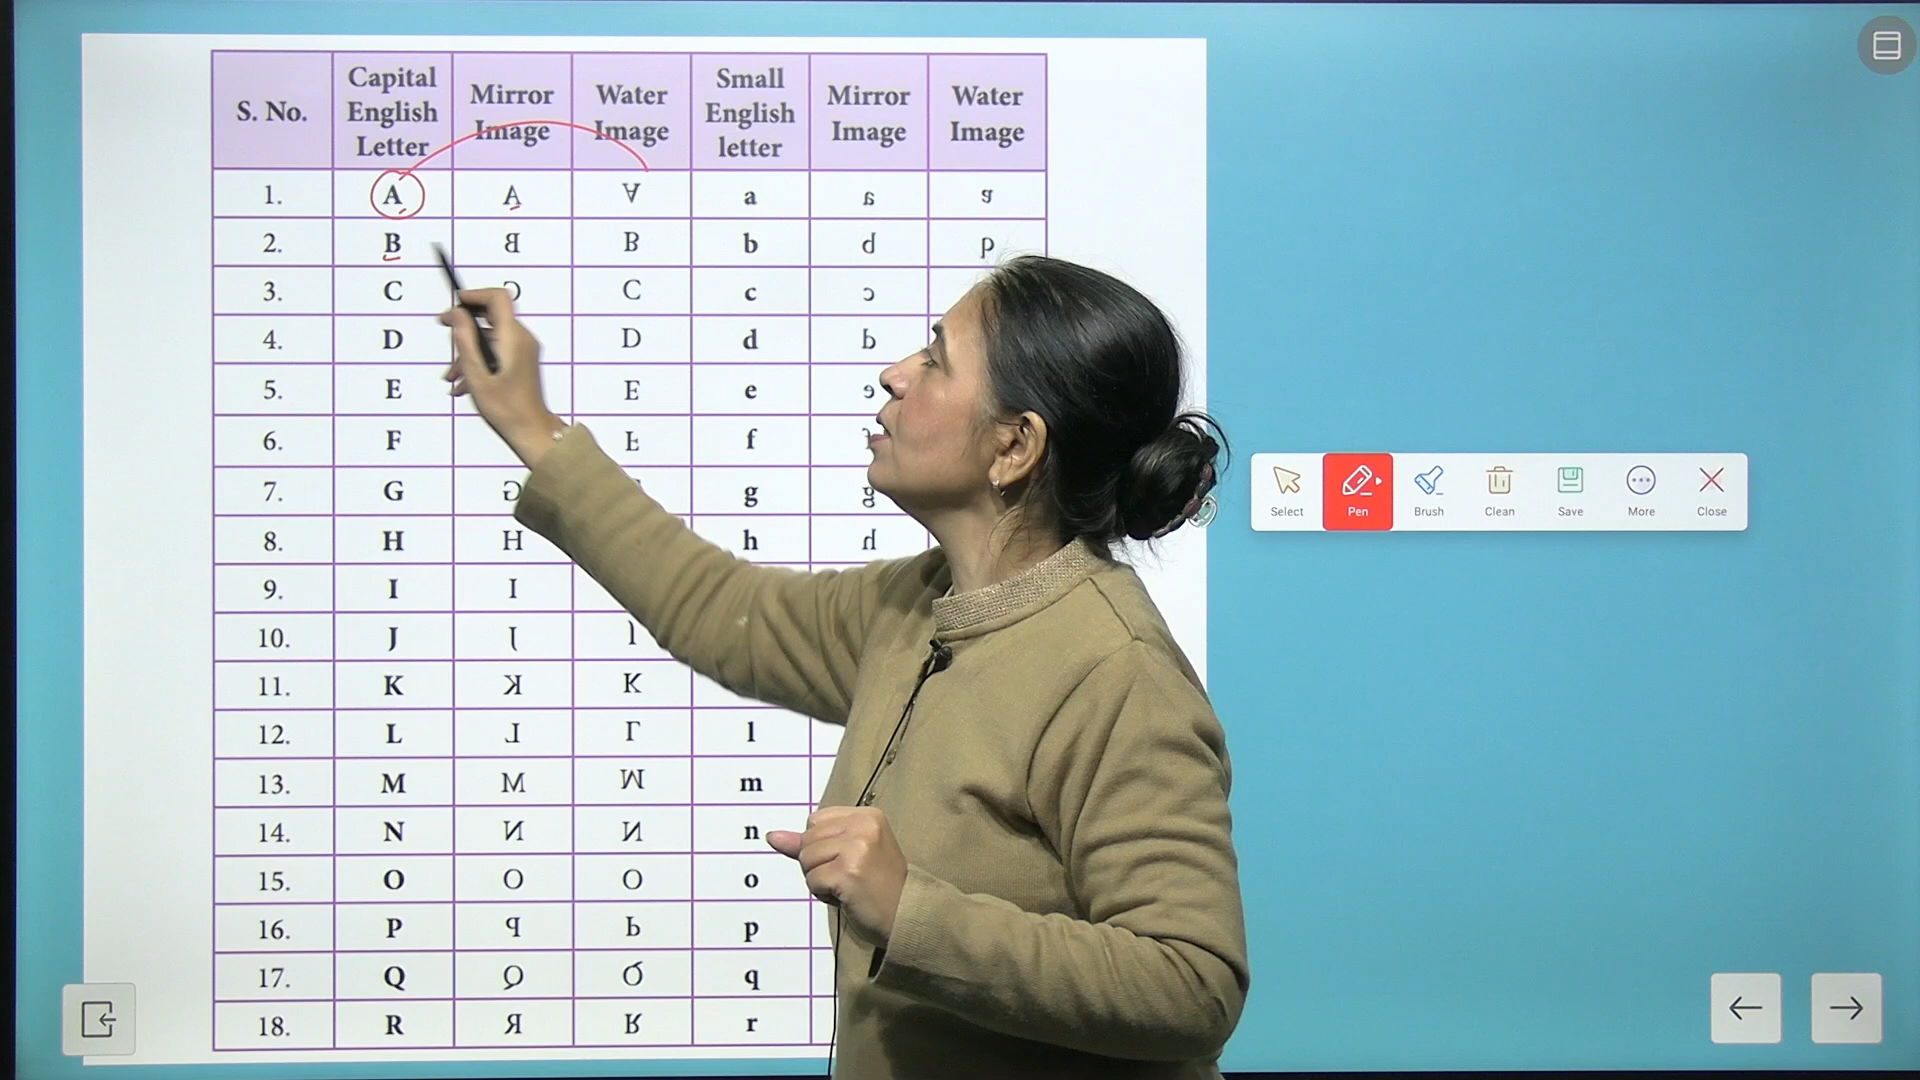 S. No. Capital English Letter Mirror Image Water Image Small English letter Mirror Image Water Image
1. A A ∀ a ɒ ɐ
2. B ᗺ B b d p
3. C Ɔ C c ɔ
4. D D d b
5. E E e ɘ
6. F f
7. G g
8. H H h
9. I I
10. J
11. K ꓘ K
12. L ⅃ Γ l
13. M M W m
14. N И И n
15. O O O o
16. P ꟼ Ь p
17. Q Q q
18. R Я r
Select Pen Brush Clean Save More Close